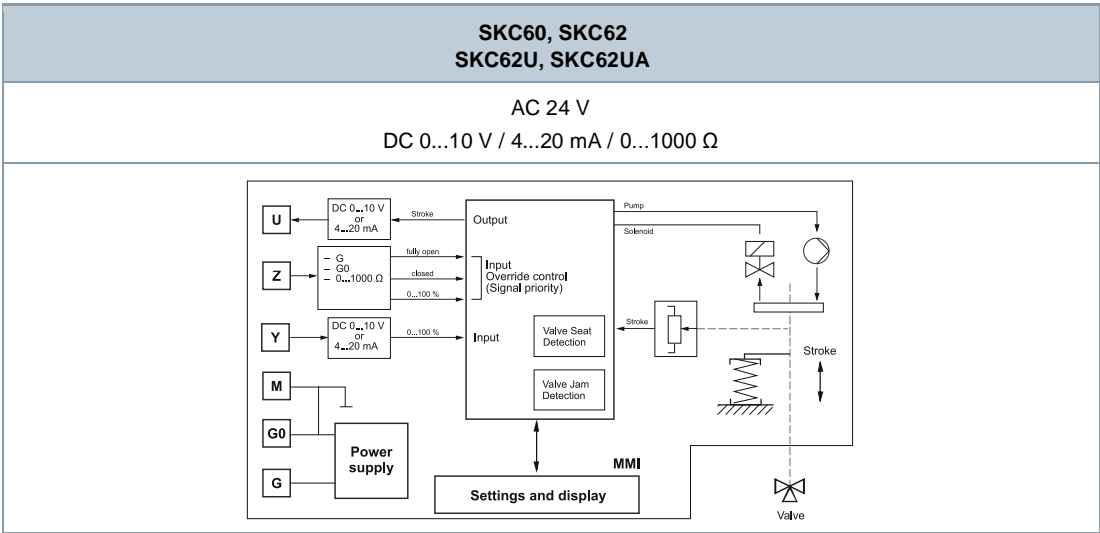 SKC60, SKC62
SKC62U, SKC62UA
AC 24 V
DC 0...10 V / 4...20 mA / 0...1000 Ω
U
DC 0...10 V
or
4...20 mA
Stroke
Output
Pump
Solenoid
Z
– G
– G0
– 0...1000 Ω
fully open
closed
0...100 %
Input
Override control
(Signal priority)
Y
DC 0...10 V
or
4...20 mA
0...100 %
Input
Valve Seat
Detection
Stroke
Stroke
Valve Jam
Detection
M
G0
G
Power
supply
MMI
Settings and display
Valve